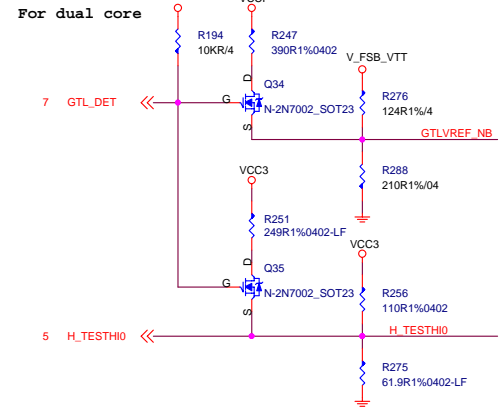 For dual core
R194
10KR/4
R247
390R1%0402
V_FSB_VTT
Q34
D
G
S
N-2N7002_SOT23
7 GTL_DET
R276
124R1%/4
GTLVREF_NB
R288
210R1%/04
VCC3
R251
249R1%0402-LF
VCC3
Q35
D
G
S
N-2N7002_SOT23
R256
110R1%0402
5 H_TESTHI0
H_TESTHI0
R275
61.9R1%0402-LF